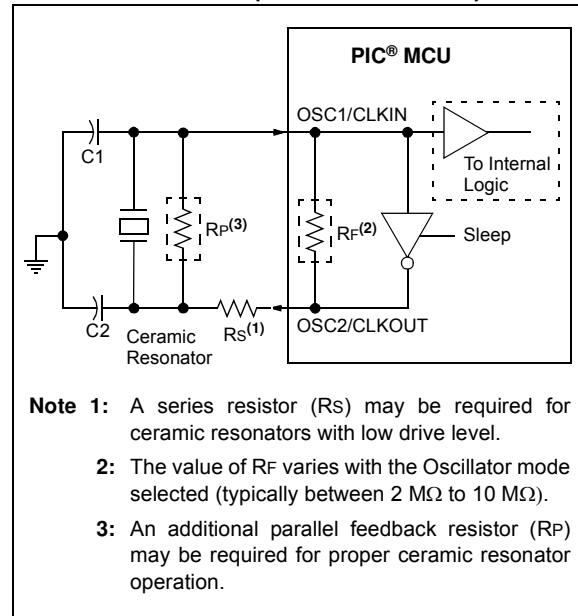 PIC® MCU
OSC1/CLKIN
C1
To Internal
Logic
RP(3)
RF(2)
Sleep
C2
Ceramic
Resonator
RS(1)
OSC2/CLKOUT
Note 1: A series resistor (RS) may be required for
ceramic resonators with low drive level.
2: The value of RF varies with the Oscillator mode
selected (typically between 2 MΩ to 10 MΩ).
3: An additional parallel feedback resistor (RP)
may be required for proper ceramic resonator
operation.